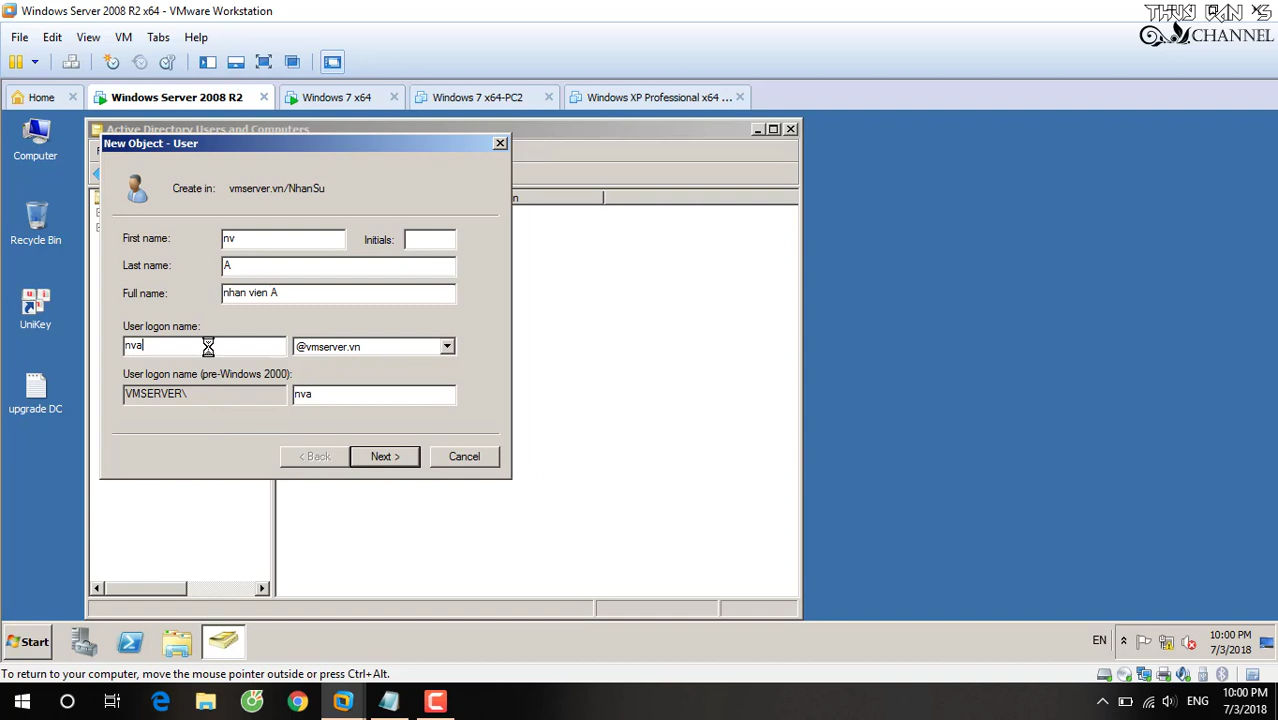 Windows Server 2008 R2 x64 - VMware Workstation
THUY VAN'S
CHANNEL
File Edit View VM Tabs Help
Home
Windows Server 2008 R2
Windows 7 x64
Windows 7 x64-PC2
Windows XP Professional x64 ...
Computer
Recycle Bin
UniKey
upgrade DC
Active Directory Users and Computers
New Object - User
Create in: vmserver.vn/NhanSu
First name: nv Initials:
Last name: A
Full name: nhan vien A
User logon name:
nva @vmserver.vn
User logon name (pre-Windows 2000):
VMSERVER\ nva
< Back Next > Cancel
Start
EN
10:00 PM
7/3/2018
To return to your computer, move the mouse pointer outside or press Ctrl+Alt.
ENG
10:00 PM
7/3/2018